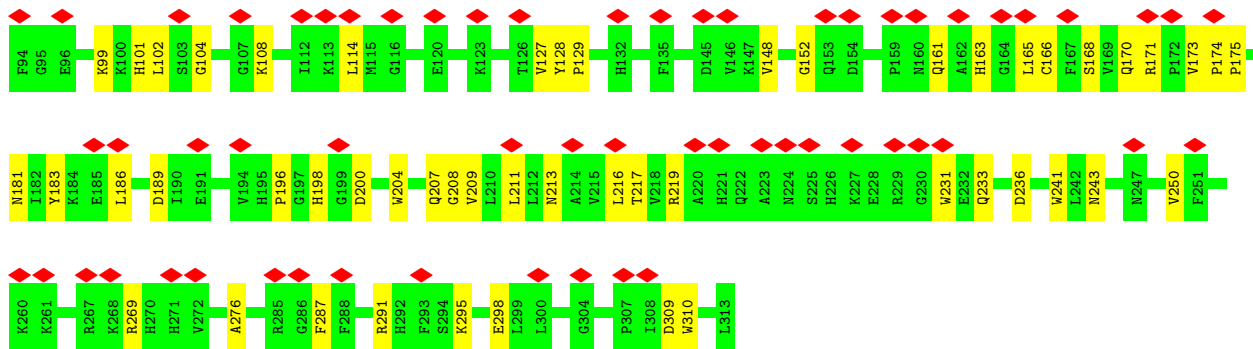 F94 G95 E96 K99 K100 H101 L102 S103 G104 G107 K108 I112 K113 L114 M115 G116 E120 K123 T126 V127 Y128 P129 H132 F135 D145 V146 K147 V148 G152 Q153 D154 P159 N160 Q161 A162 H163 G164 L165 C166 F167 S168 V169 Q170 R171 P172 V173 P174 P175
N181 I182 Y183 K184 E185 L186 D189 I190 E191 V194 H195 P196 G197 H198 G199 D200 W204 Q207 G208 V209 L210 L211 L212 N213 A214 V215 L216 T217 V218 R219 A220 H221 Q222 A223 N224 S225 H226 K227 E228 R229 G230 W231 E232 Q233 D236 W241 L242 N243 N247 V250 F251
K260 K261 R267 K268 R269 H270 H271 V272 A276 R285 G286 F287 F288 R291 H292 F293 S294 K295 E298 L299 L300 G304 P307 I308 D309 W310 L313